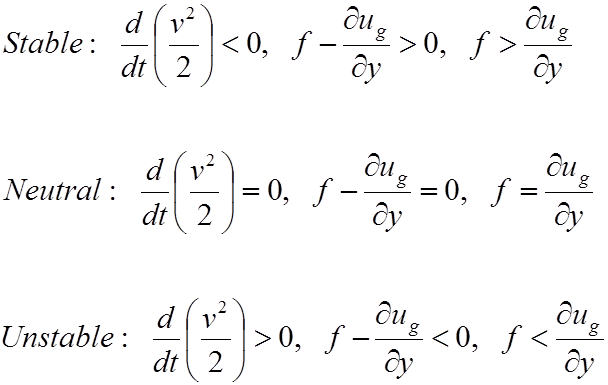 Stable : d/dt (v²/2) < 0, f − ∂u_g/∂y > 0, f > ∂u_g/∂y
Neutral : d/dt (v²/2) = 0, f − ∂u_g/∂y = 0, f = ∂u_g/∂y
Unstable : d/dt (v²/2) > 0, f − ∂u_g/∂y < 0, f < ∂u_g/∂y